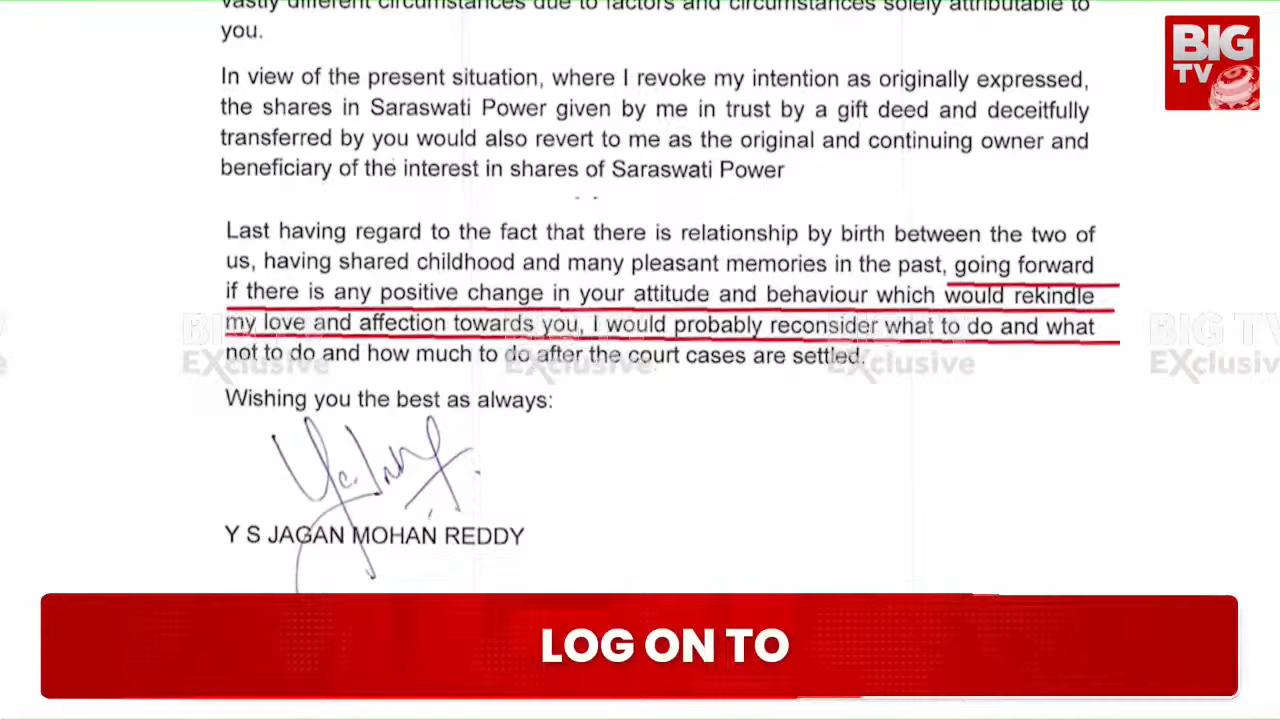 vastly different circumstances due to factors and circumstances solely attributable to
you.
In view of the present situation, where I revoke my intention as originally expressed,
the shares in Saraswati Power given by me in trust by a gift deed and deceitfully
transferred by you would also revert to me as the original and continuing owner and
beneficiary of the interest in shares of Saraswati Power
Last having regard to the fact that there is relationship by birth between the two of
us, having shared childhood and many pleasant memories in the past, going forward
if there is any positive change in your attitude and behaviour which would rekindle
my love and affection towards you, I would probably reconsider what to do and what
not to do and how much to do after the court cases are settled.
Wishing you the best as always:
Y S JAGAN MOHAN REDDY
BIG
TV
BIG TV
EXclusive
EXclusive
EXclusive
BIG TV
EXclusiv
LOG ON TO